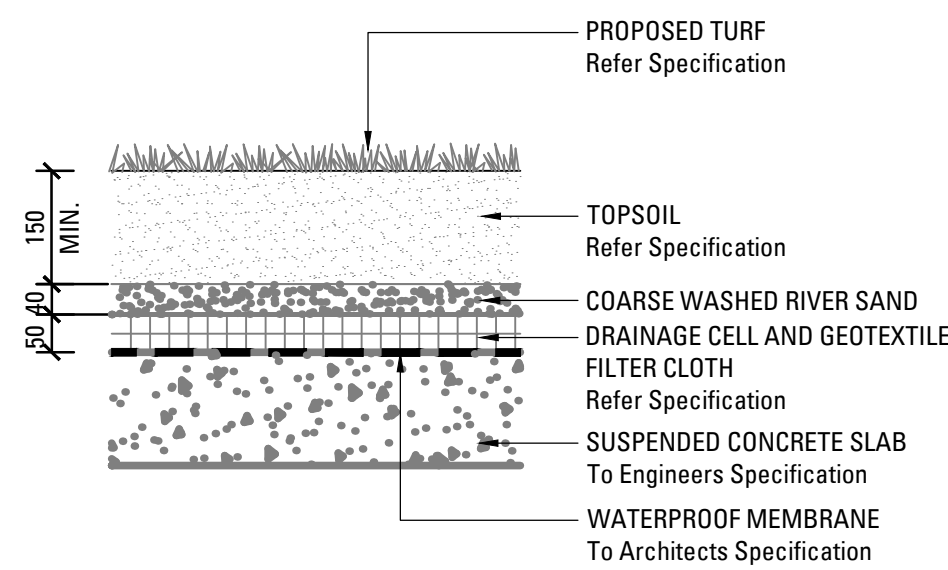 PROPOSED TURF
Refer Specification
150
MIN.
TOPSOIL
Refer Specification
40
COARSE WASHED RIVER SAND
50
DRAINAGE CELL AND GEOTEXTILE
FILTER CLOTH
Refer Specification
SUSPENDED CONCRETE SLAB
To Engineers Specification
WATERPROOF MEMBRANE
To Architects Specification